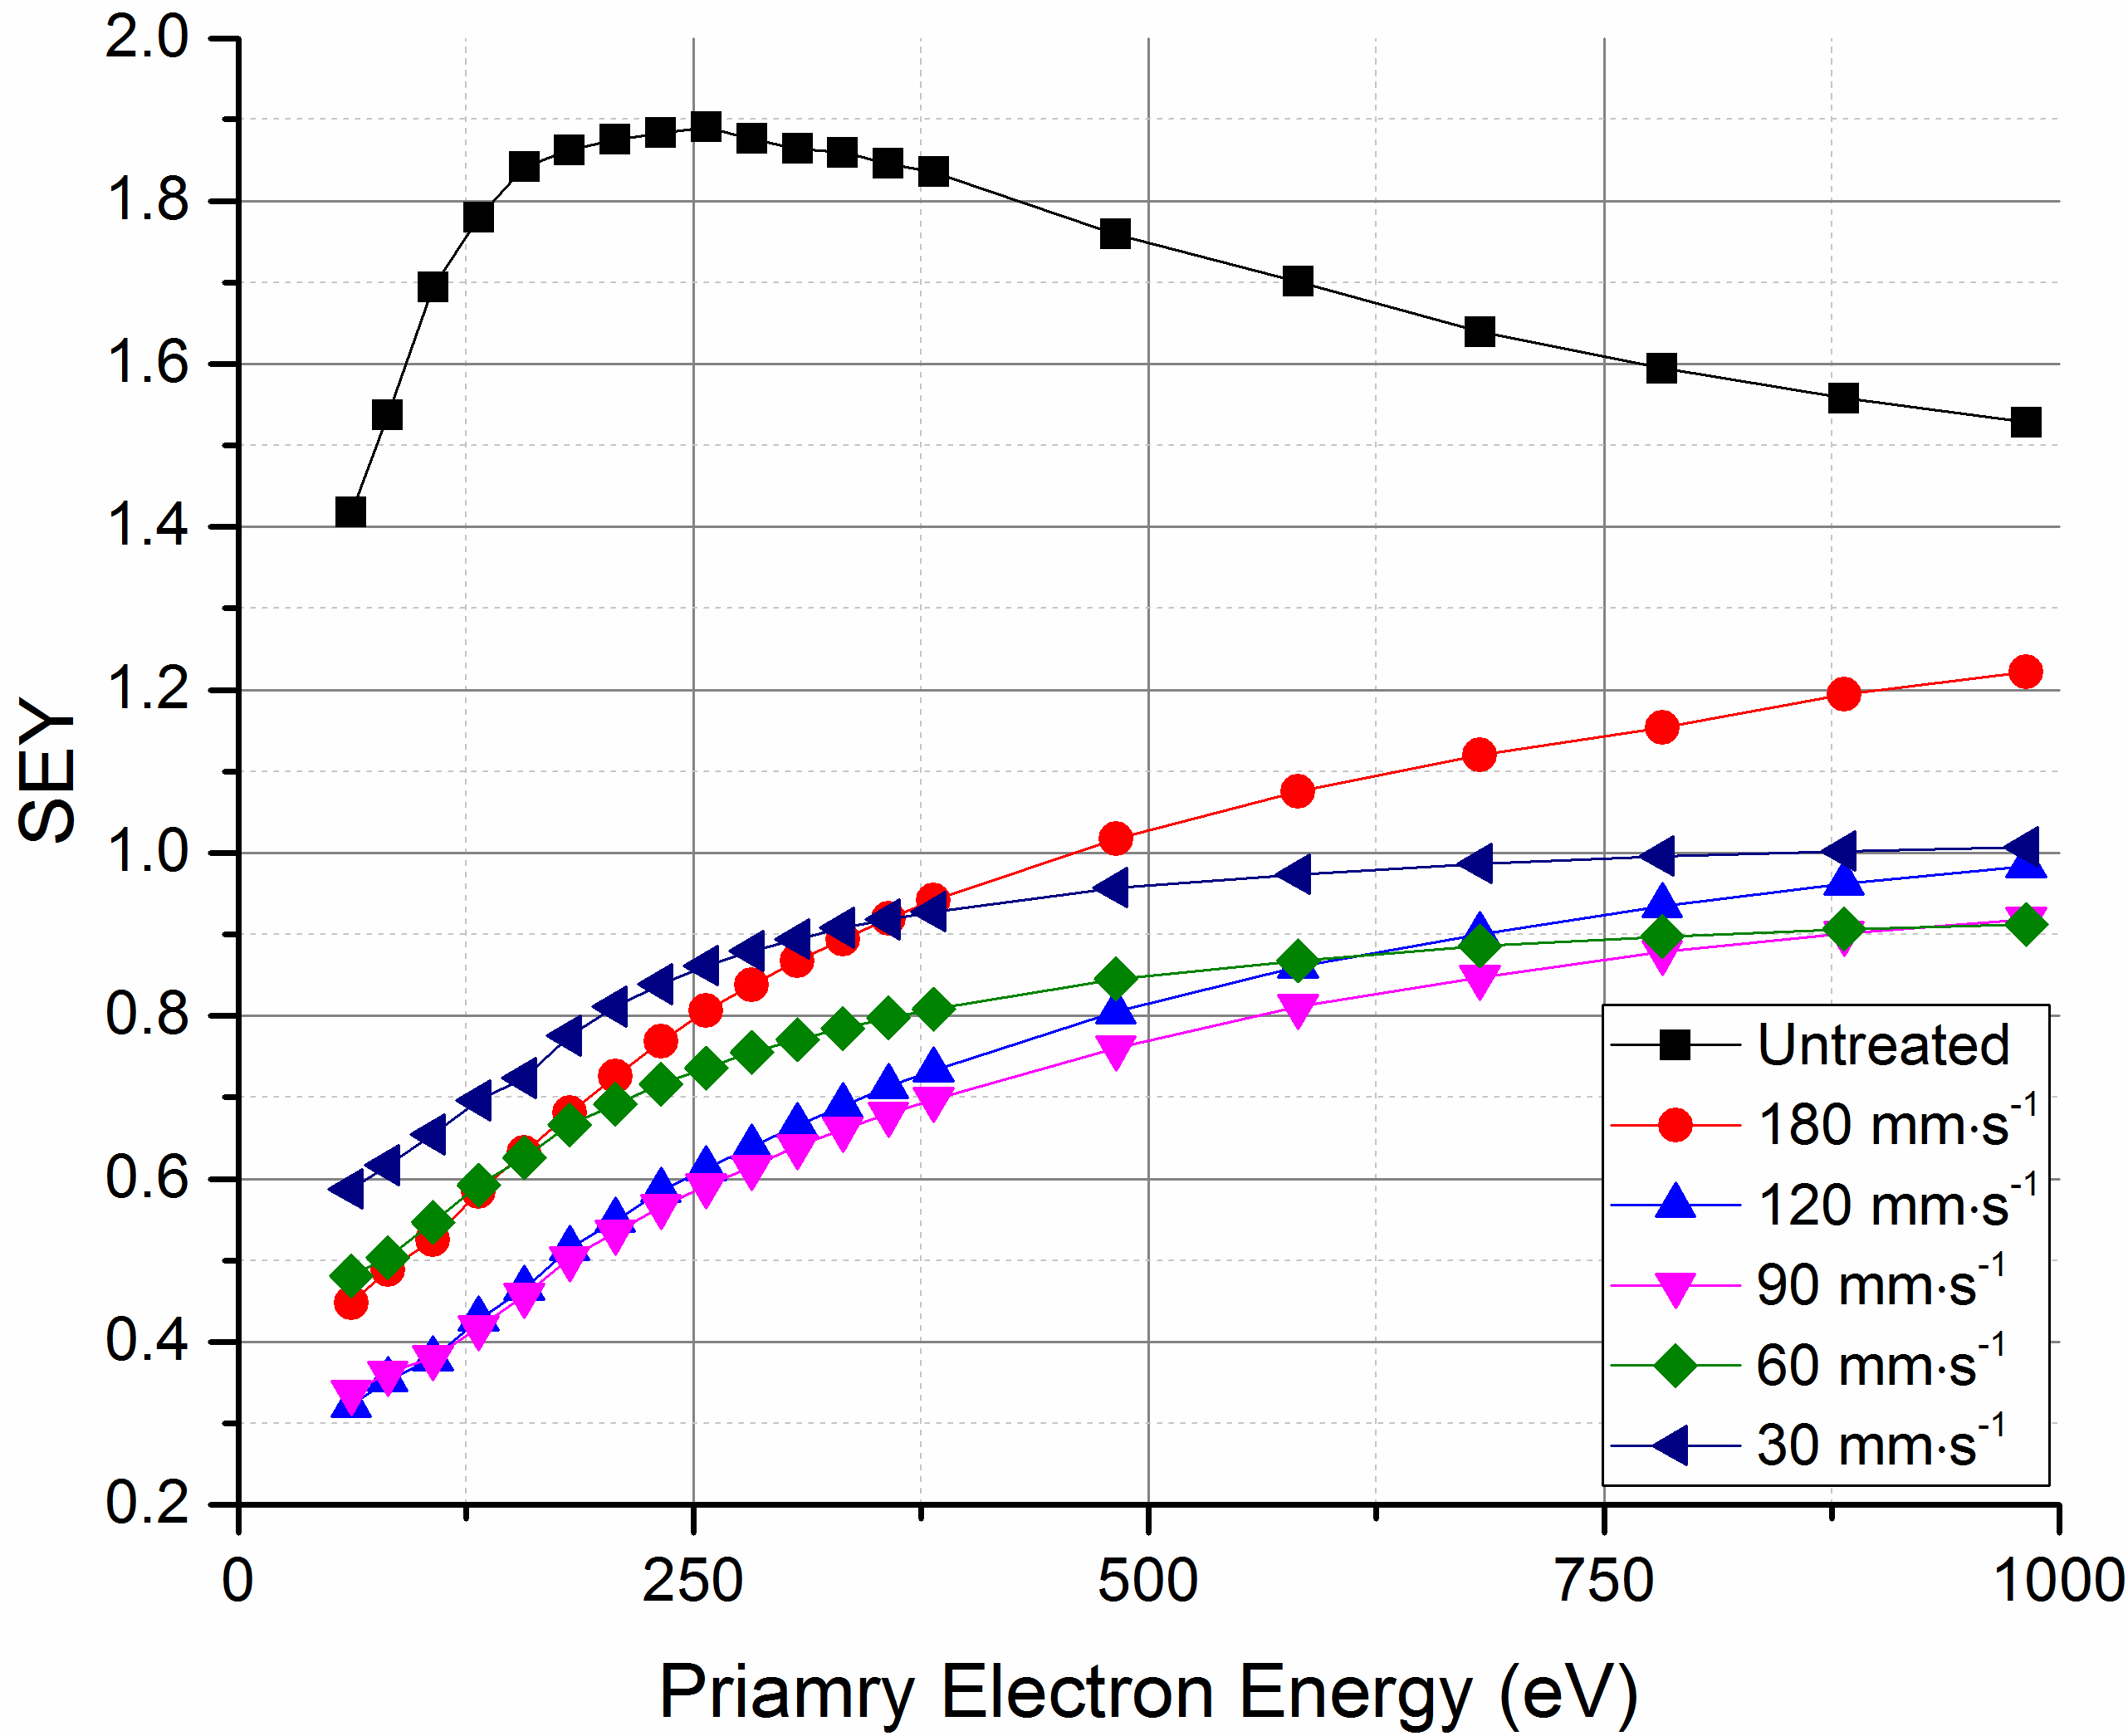 2.0
1.8
1.6
1.4
1.2
1.0
0.8
0.6
0.4
0.2
SEY
0
250
500
750
1000
Priamry Electron Energy (eV)
Untreated
180 mm·s⁻¹
120 mm·s⁻¹
90 mm·s⁻¹
60 mm·s⁻¹
30 mm·s⁻¹